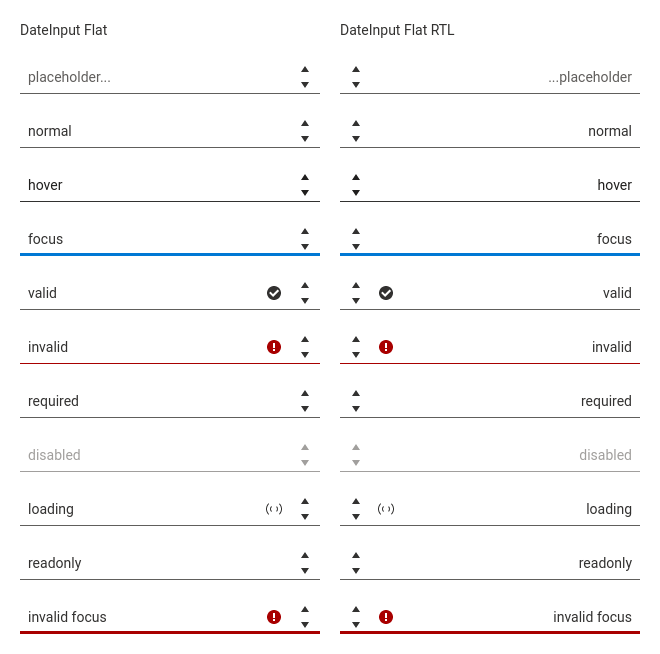 DateInput Flat
placeholder...
normal
hover
focus
valid
invalid
required
disabled
loading
readonly
invalid focus
DateInput Flat RTL
...placeholder
normal
hover
focus
valid
invalid
required
disabled
loading
readonly
invalid focus